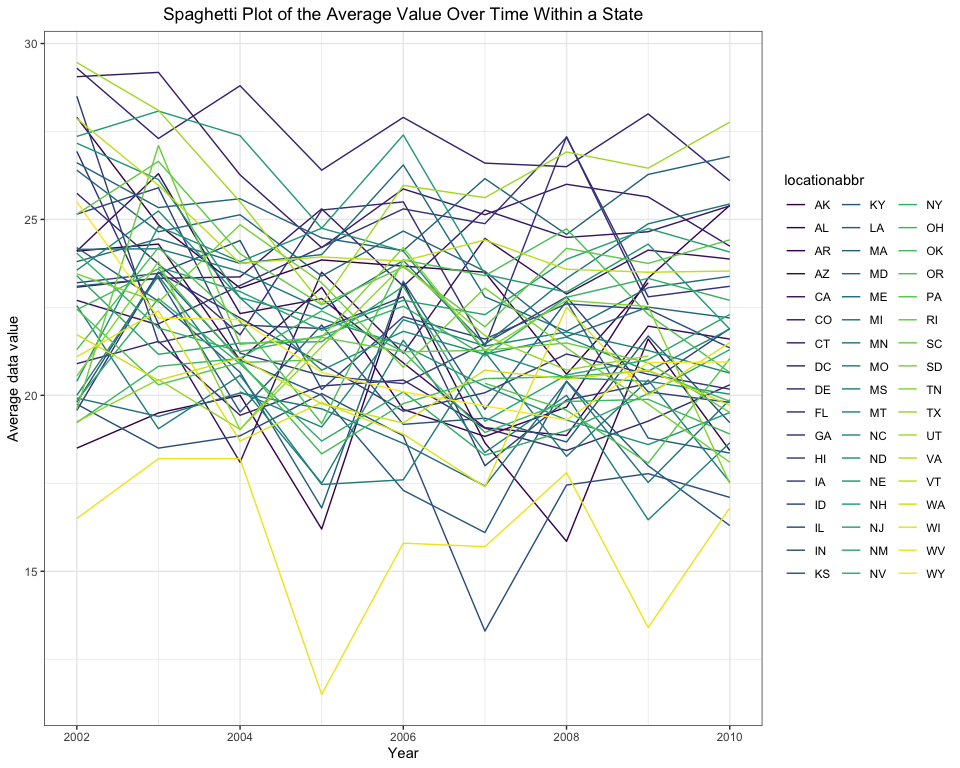 Spaghetti Plot of the Average Value Over Time Within a State
30
25
20
15
Average data value
2002
2004
2006
2008
2010
Year
locationabbr
AK KY NY
AL LA OH
AR MA OK
AZ MD OR
CA ME PA
CO MI RI
CT MN SC
DC MO SD
DE MS TN
FL MT TX
GA NC UT
HI ND VA
IA NE VT
ID NH WA
IL NJ WI
IN NM WV
KS NV WY